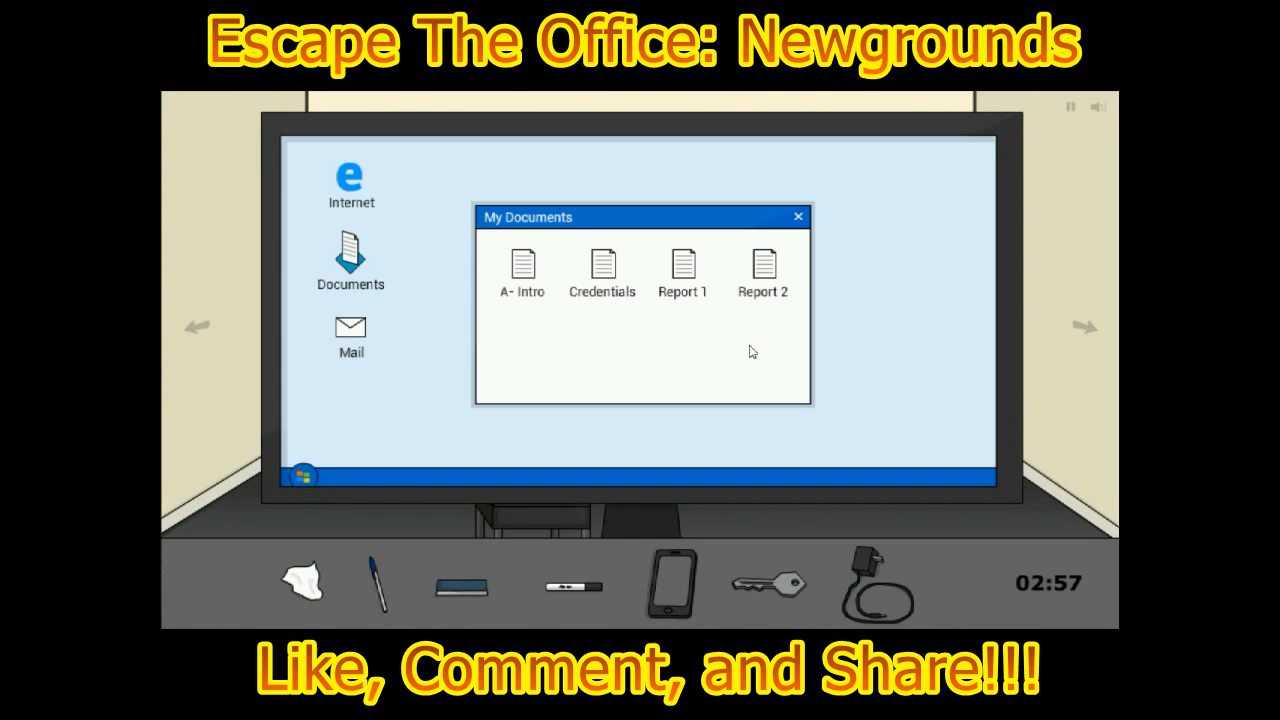 Escape The Office: Newgrounds
Internet
Documents
Mail
My Documents
A- Intro
Credentials
Report 1
Report 2
02:57
Like, Comment, and Share!!!